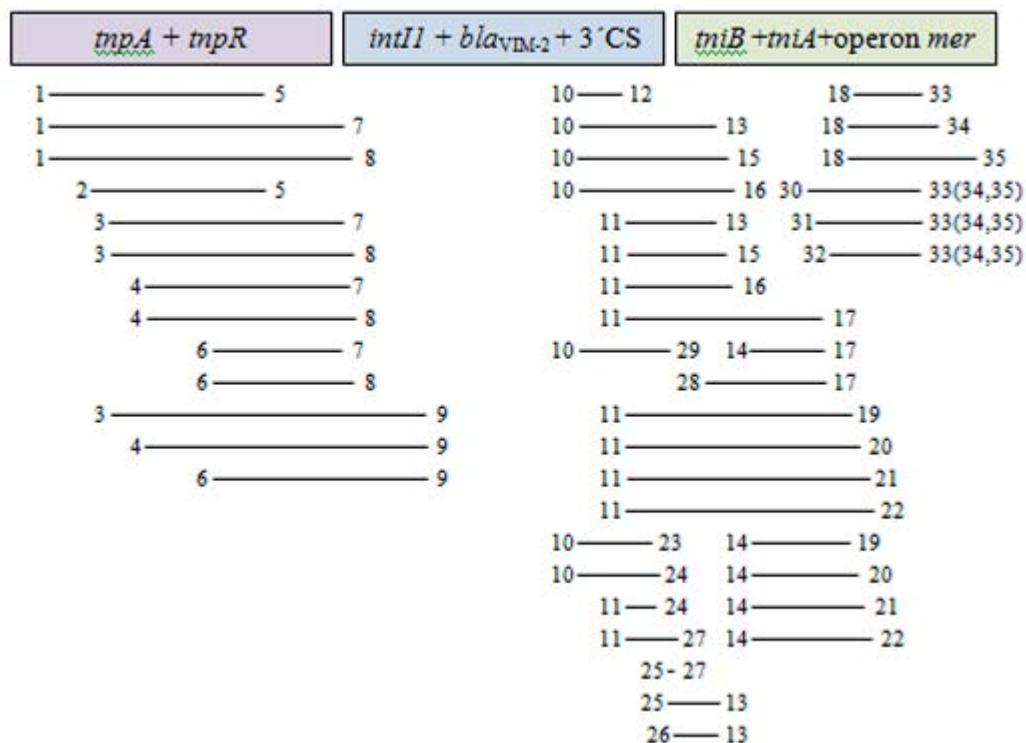 tnpA + tnpR intI1 + blaVIM-2 + 3´CS tniB +tniA+operon mer
1 5 10 12 18 33
1 7 10 13 18 34
1 8 10 15 18 35
2 5 10 16 30 33(34,35)
3 7 11 13 31 33(34,35)
3 8 11 15 32 33(34,35)
4 7 11 16
4 8 11 17
6 7 10 29 14 17
6 8 28 17
3 9 11 19
4 9 11 20
6 9 11 21
11 22
10 23 14 19
10 24 14 20
11 24 14 21
11 27 14 22
25- 27
25 13
26 13